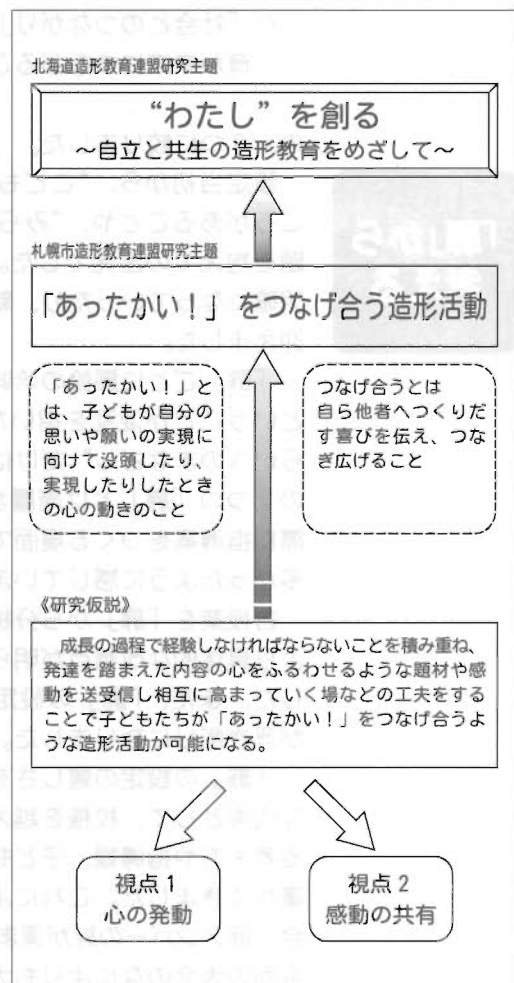 北海道造形教育連盟研究主題
“わたし”を創る
～自立と共生の造形教育をめざして～
札幌市造形教育連盟研究主題
「あったかい！」をつなげ合う造形活動
「あったかい！」と
は、子どもが自分の
思いや願いの実現に
向けて没頭したり、
実現したりしたとき
の心の動きのこと
つなげ合うとは
自ら他者へつくりだ
す喜びを伝え、つな
ぎ広げること
《研究仮説》
成長の過程で経験しなければならないことを積み重ね、
発達を踏まえた内容の心をふるわせるような題材や感
動を送受信し相互に高まっていく場などの工夫をする
ことで子どもたちが「あったかい！」をつなげ合うよ
うな造形活動が可能になる。
視点１
心の発動
視点２
感動の共有